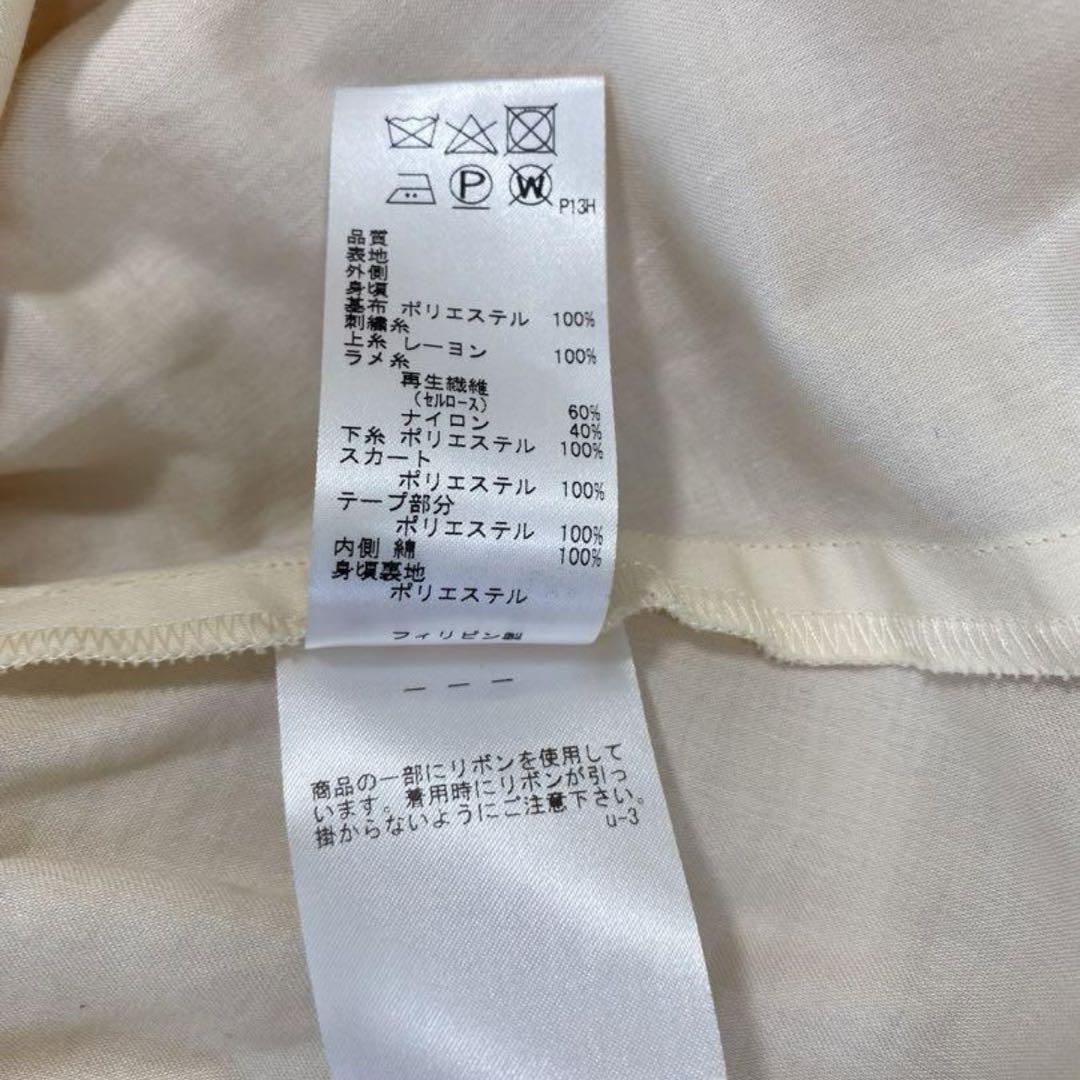 P
W
P13H
品質
表地
外側
身頃
基布 ポリエステル 100%
刺繍糸
上糸 レーヨン 100%
ラメ糸
再生繊維
(セルロース) 60%
ナイロン 40%
下糸 ポリエステル 100%
スカート
ポリエステル 100%
テープ部分
ポリエステル 100%
内側 綿 100%
身頃裏地
ポリエステル
フィリピン製
商品の一部にリボンを使用して
います。着用時にリボンが引っ
掛からないようにご注意下さい。
u-3